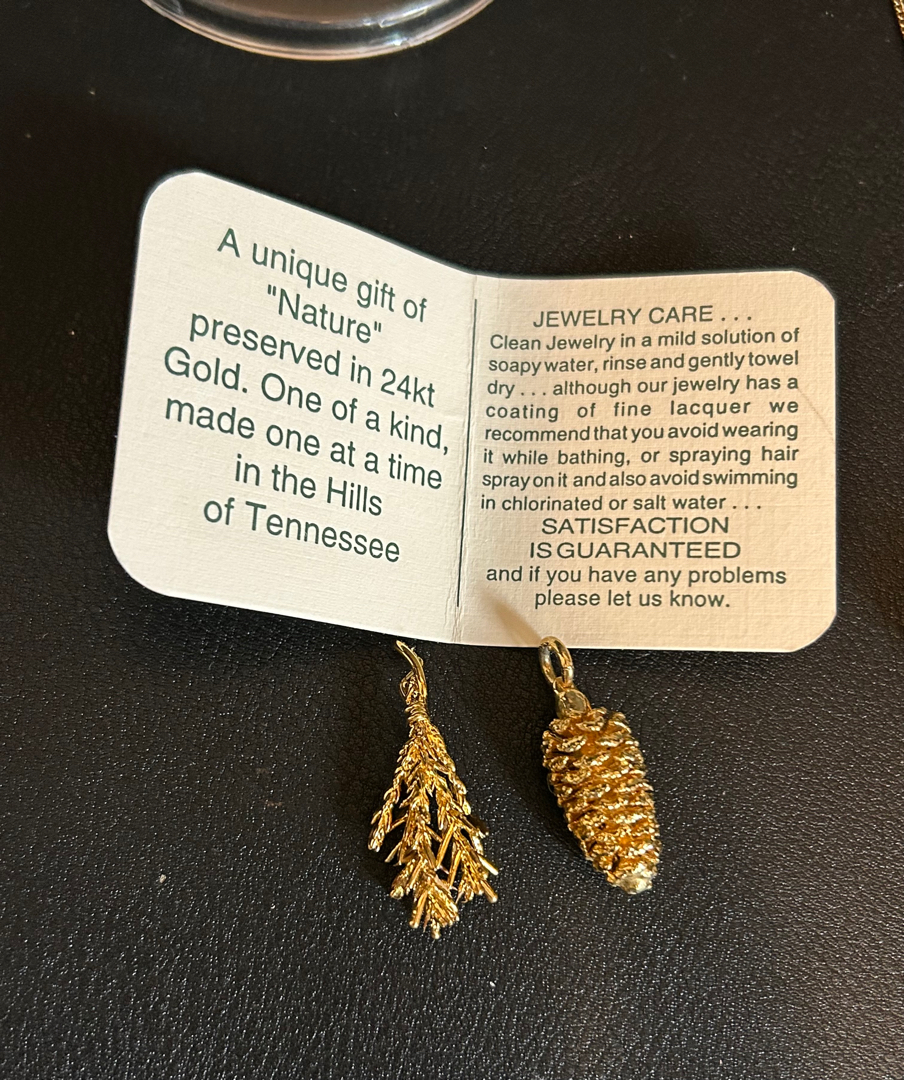 A unique gift of
"Nature"
preserved in 24kt
Gold. One of a kind,
made one at a time
in the Hills
of Tennessee
JEWELRY CARE . . .
Clean Jewelry in a mild solution of
soapy water, rinse and gently towel
dry . . . although our jewelry has a
coating of fine lacquer we
recommend that you avoid wearing
it while bathing, or spraying hair
spray on it and also avoid swimming
in chlorinated or salt water . . .
SATISFACTION
IS GUARANTEED
and if you have any problems
please let us know.